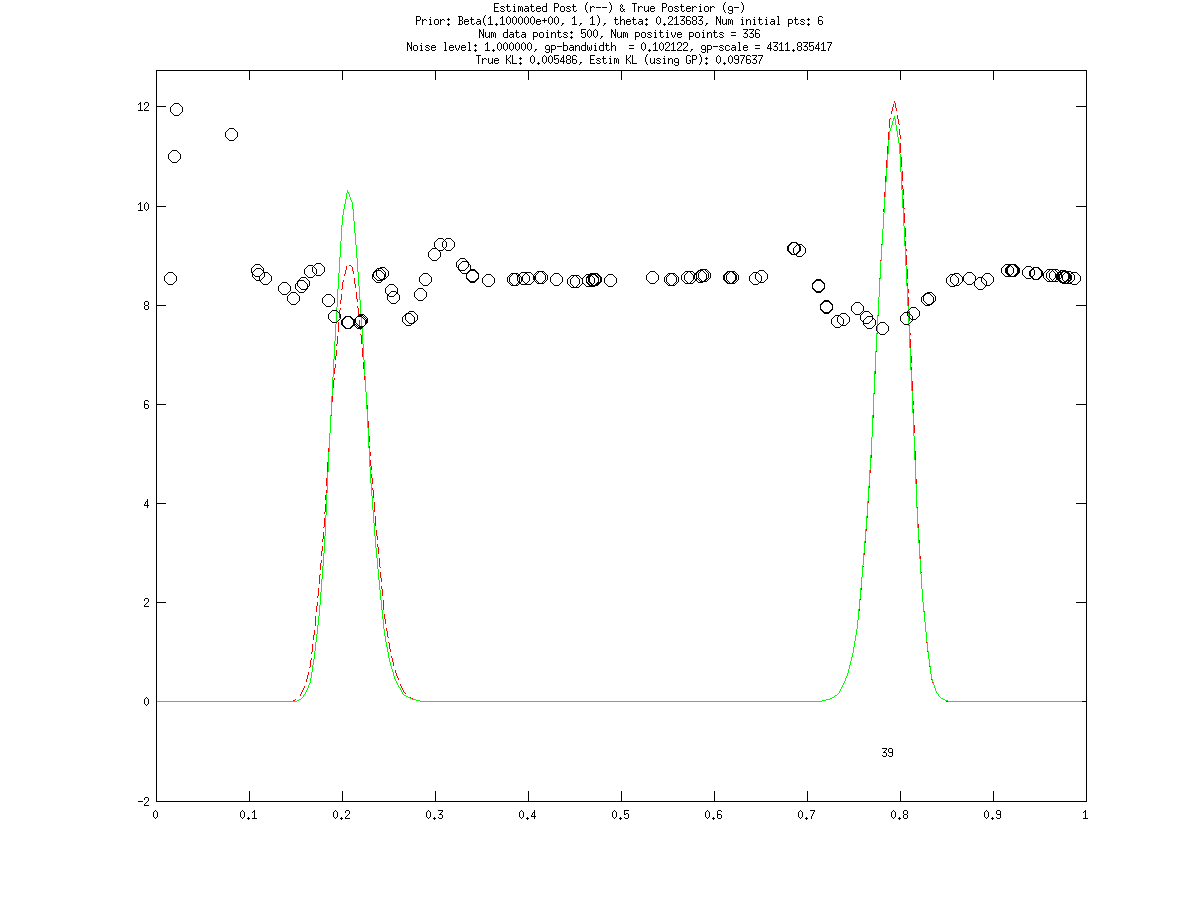 Estimated Post (r--) & True Posterior (g-)
Prior: Beta(1.100000e+00, 1, 1), theta: 0.213683, Num initial pts: 6
Num data points: 500, Num positive points = 336
Noise level: 1.000000, gp-bandwidth  = 0.102122, gp-scale = 4311.835417
True KL: 0.005486, Estim KL (using GP): 0.097637
12
10
8
6
4
2
0
39
-2
0 0.1 0.2 0.3 0.4 0.5 0.6 0.7 0.8 0.9 1